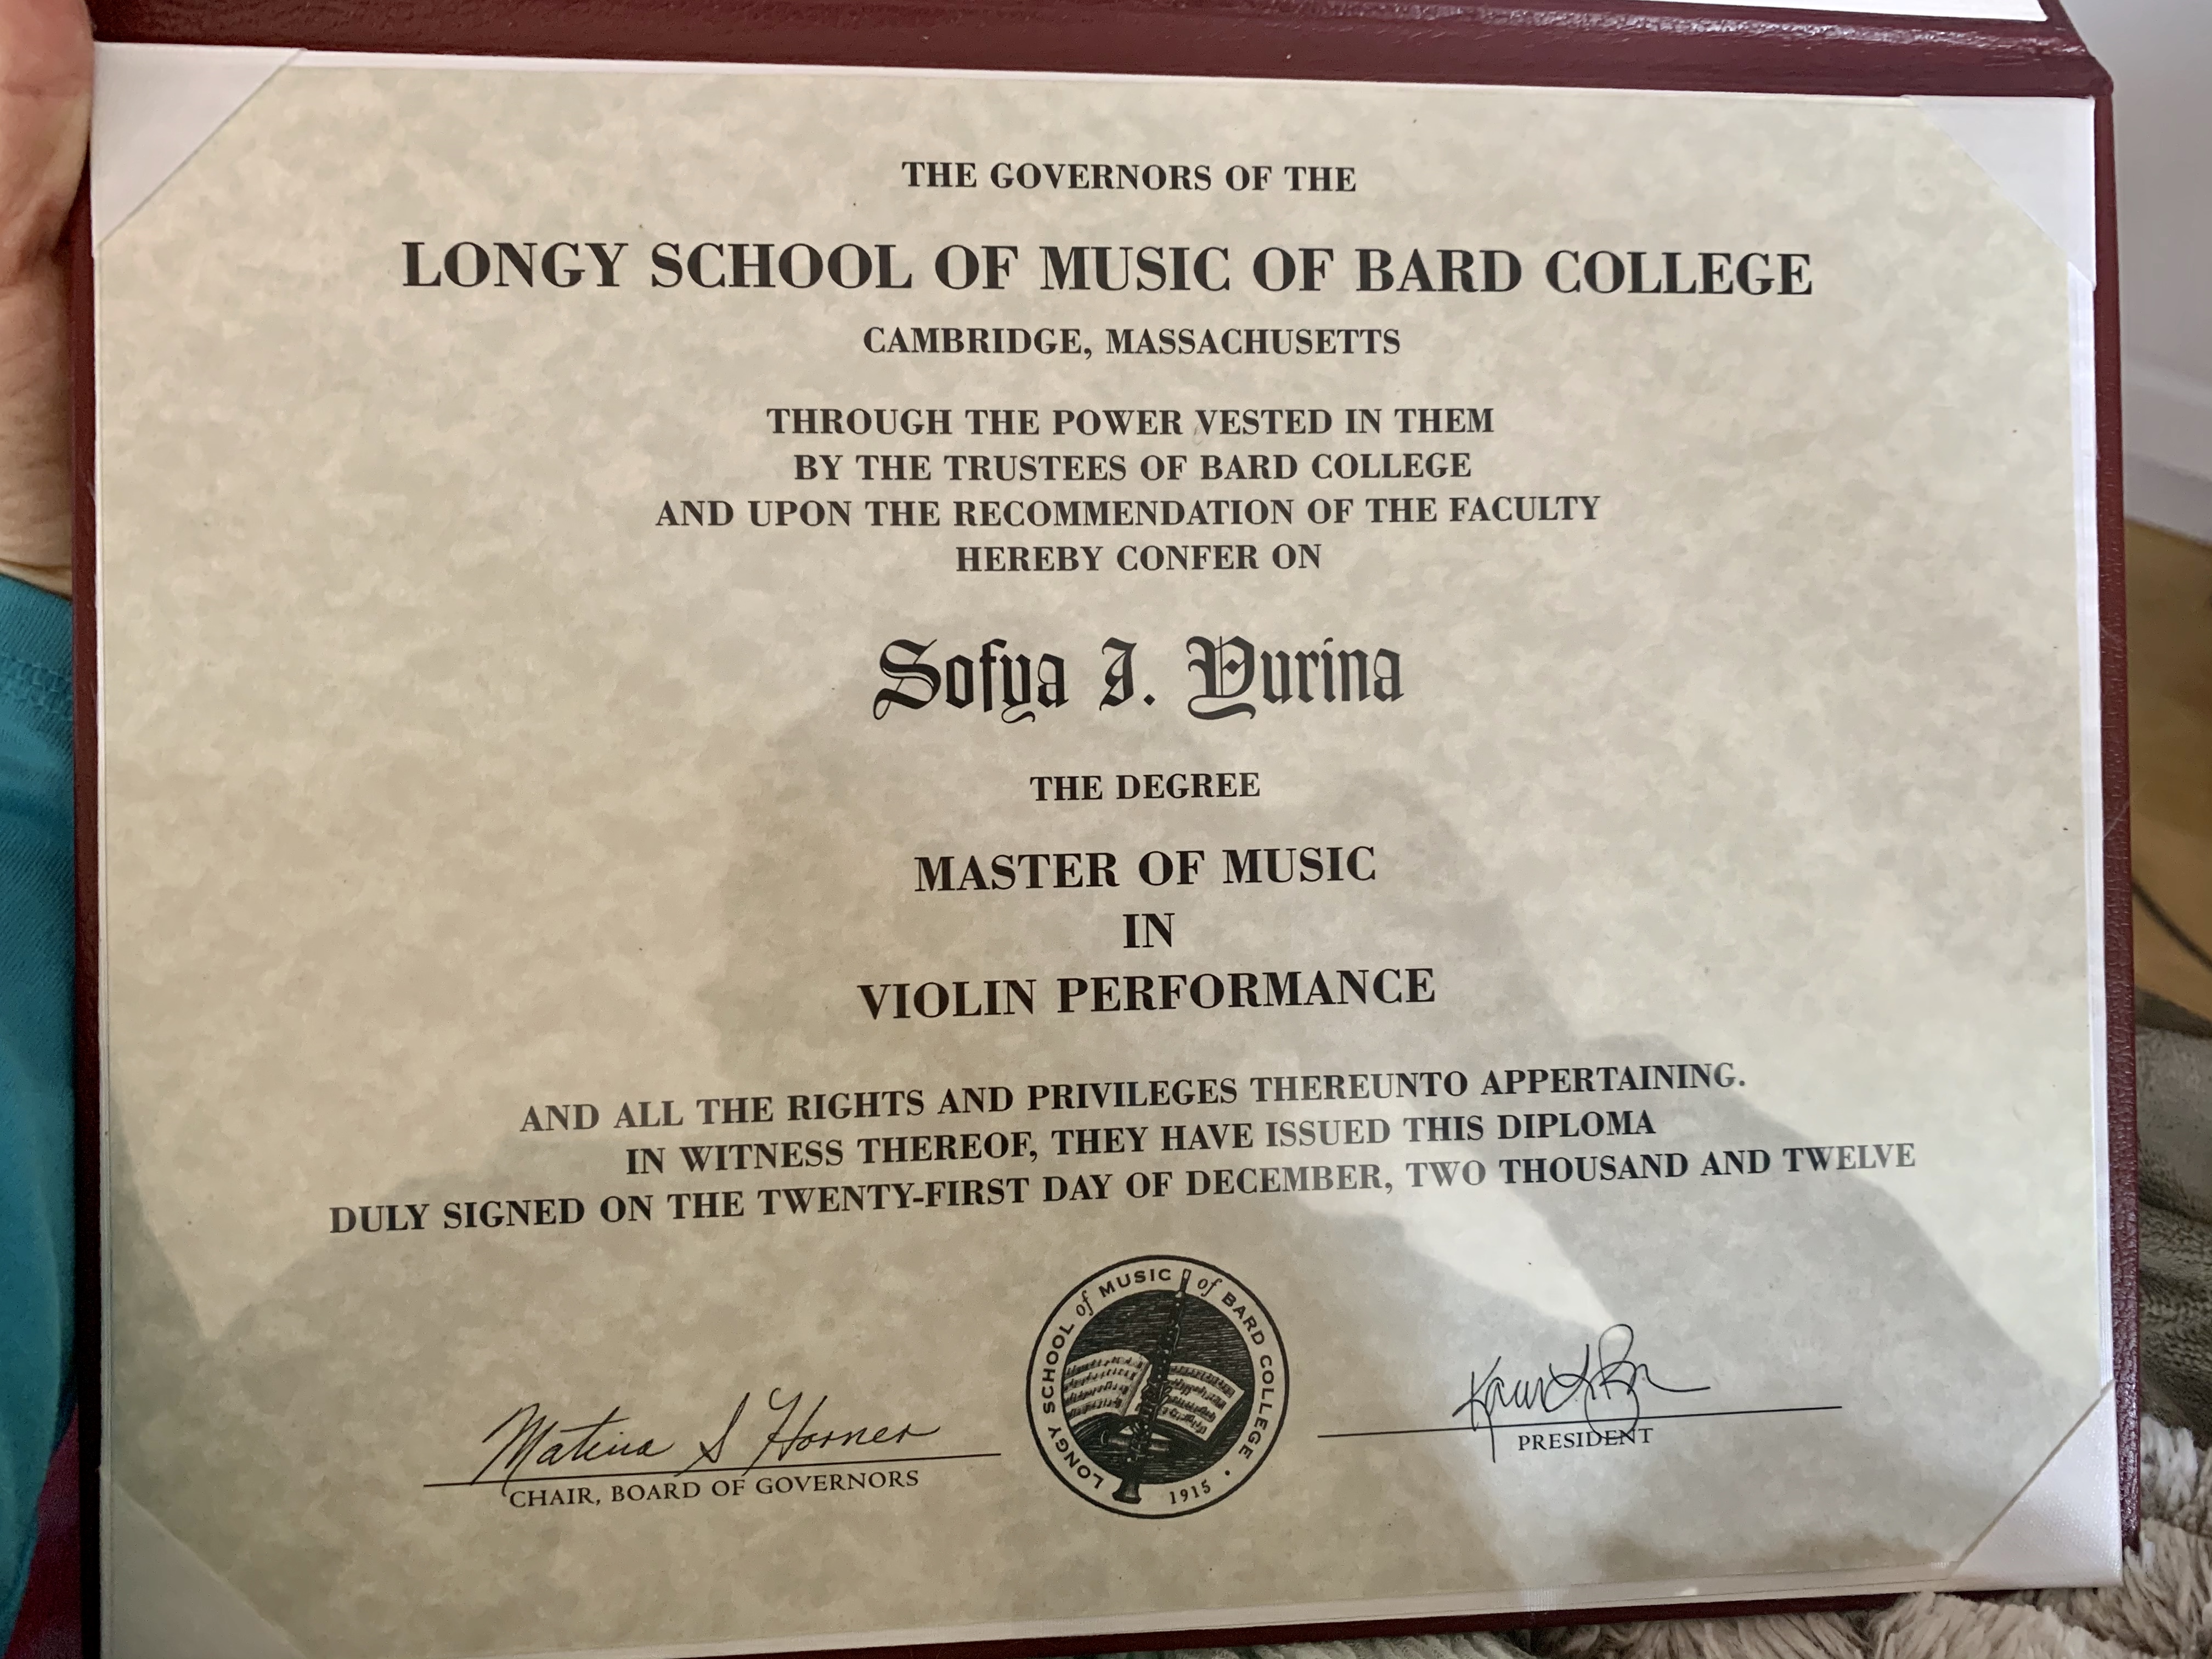 THE GOVERNORS OF THE
LONGY SCHOOL OF MUSIC OF BARD COLLEGE
CAMBRIDGE, MASSACHUSETTS
THROUGH THE POWER VESTED IN THEM
BY THE TRUSTEES OF BARD COLLEGE
AND UPON THE RECOMMENDATION OF THE FACULTY
HEREBY CONFER ON
Sofya I. Yurina
THE DEGREE
MASTER OF MUSIC
IN
VIOLIN PERFORMANCE
AND ALL THE RIGHTS AND PRIVILEGES THEREUNTO APPERTAINING.
IN WITNESS THEREOF, THEY HAVE ISSUED THIS DIPLOMA
DULY SIGNED ON THE TWENTY-FIRST DAY OF DECEMBER, TWO THOUSAND AND TWELVE
LONGY SCHOOL of MUSIC of BARD COLLEGE · 1915
Matina S Horner
CHAIR, BOARD OF GOVERNORS
PRESIDENT